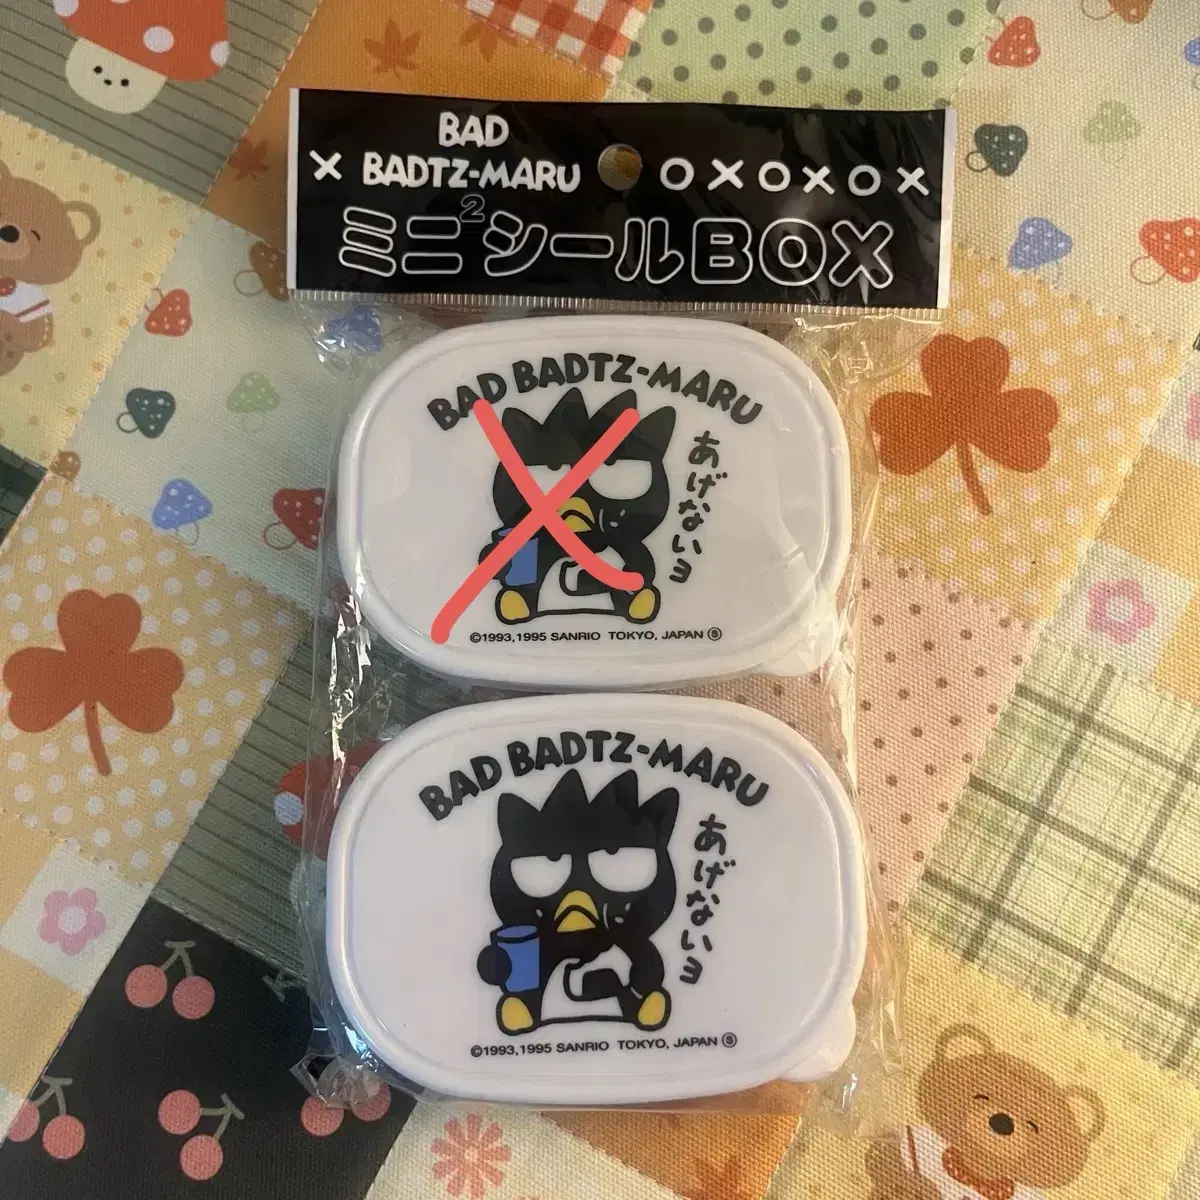 BAD
× BADTZ-MARU ○×○×○×
ミニ²シールBOX
BAD BADTZ-MARU
あげないヨ
©1993,1995 SANRIO TOKYO, JAPAN Ⓢ
BAD BADTZ-MARU
あげないヨ
©1993,1995 SANRIO TOKYO, JAPAN Ⓢ